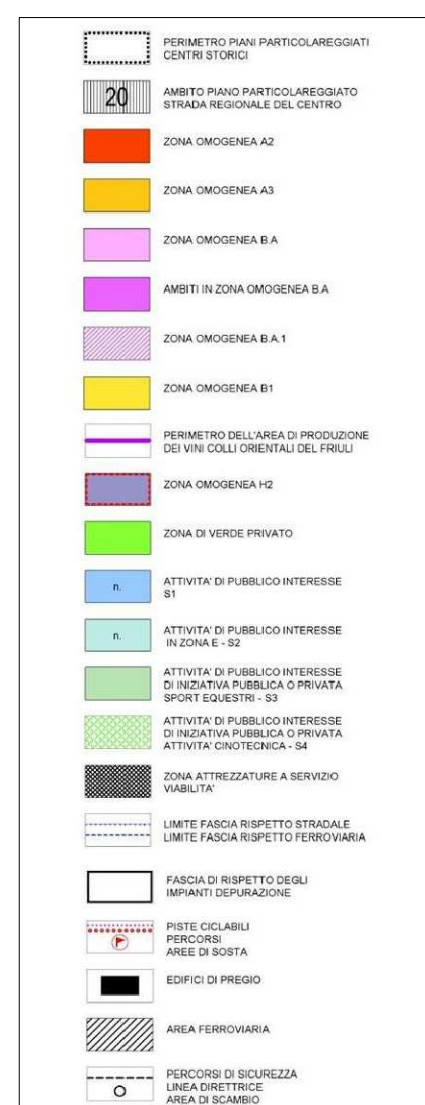 PERIMETRO PIANI PARTICOLAREGGIATI
CENTRI STORICI
20
AMBITO PIANO PARTICOLAREGGIATO
STRADA REGIONALE DEL CENTRO
ZONA OMOGENEA A2
ZONA OMOGENEA A3
ZONA OMOGENEA B.A
AMBITI IN ZONA OMOGENEA B.A
ZONA OMOGENEA B.A.1
ZONA OMOGENEA B1
PERIMETRO DELL'AREA DI PRODUZIONE
DEI VINI COLLI ORIENTALI DEL FRIULI
ZONA OMOGENEA H2
ZONA DI VERDE PRIVATO
n.
ATTIVITA' DI PUBBLICO INTERESSE
S1
n.
ATTIVITA' DI PUBBLICO INTERESSE
IN ZONA E - S2
ATTIVITA' DI PUBBLICO INTERESSE
DI INIZIATIVA PUBBLICA O PRIVATA
SPORT EQUESTRI - S3
ATTIVITA' DI PUBBLICO INTERESSE
DI INIZIATIVA PUBBLICA O PRIVATA
ATTIVITA' CINOTECNICA - S4
ZONA ATTREZZATURE A SERVIZIO
VIABILITA'
LIMITE FASCIA RISPETTO STRADALE
LIMITE FASCIA RISPETTO FERROVIARIA
FASCIA DI RISPETTO DEGLI
IMPIANTI DEPURAZIONE
PISTE CICLABILI
PERCORSI
AREE DI SOSTA
EDIFICI DI PREGIO
AREA FERROVIARIA
PERCORSI DI SICUREZZA
LINEA DIRETTRICE
AREA DI SCAMBIO